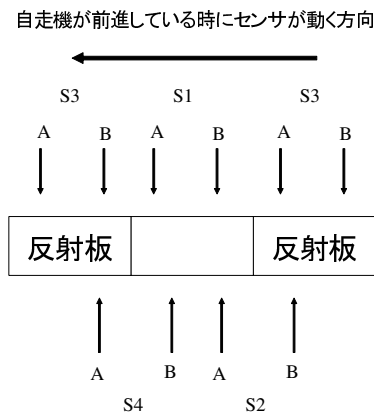 自走機が前進している時にセンサが動く方向
S3 S1 S3
A B A B A B
反射板 反射板
A B A B
S4 S2